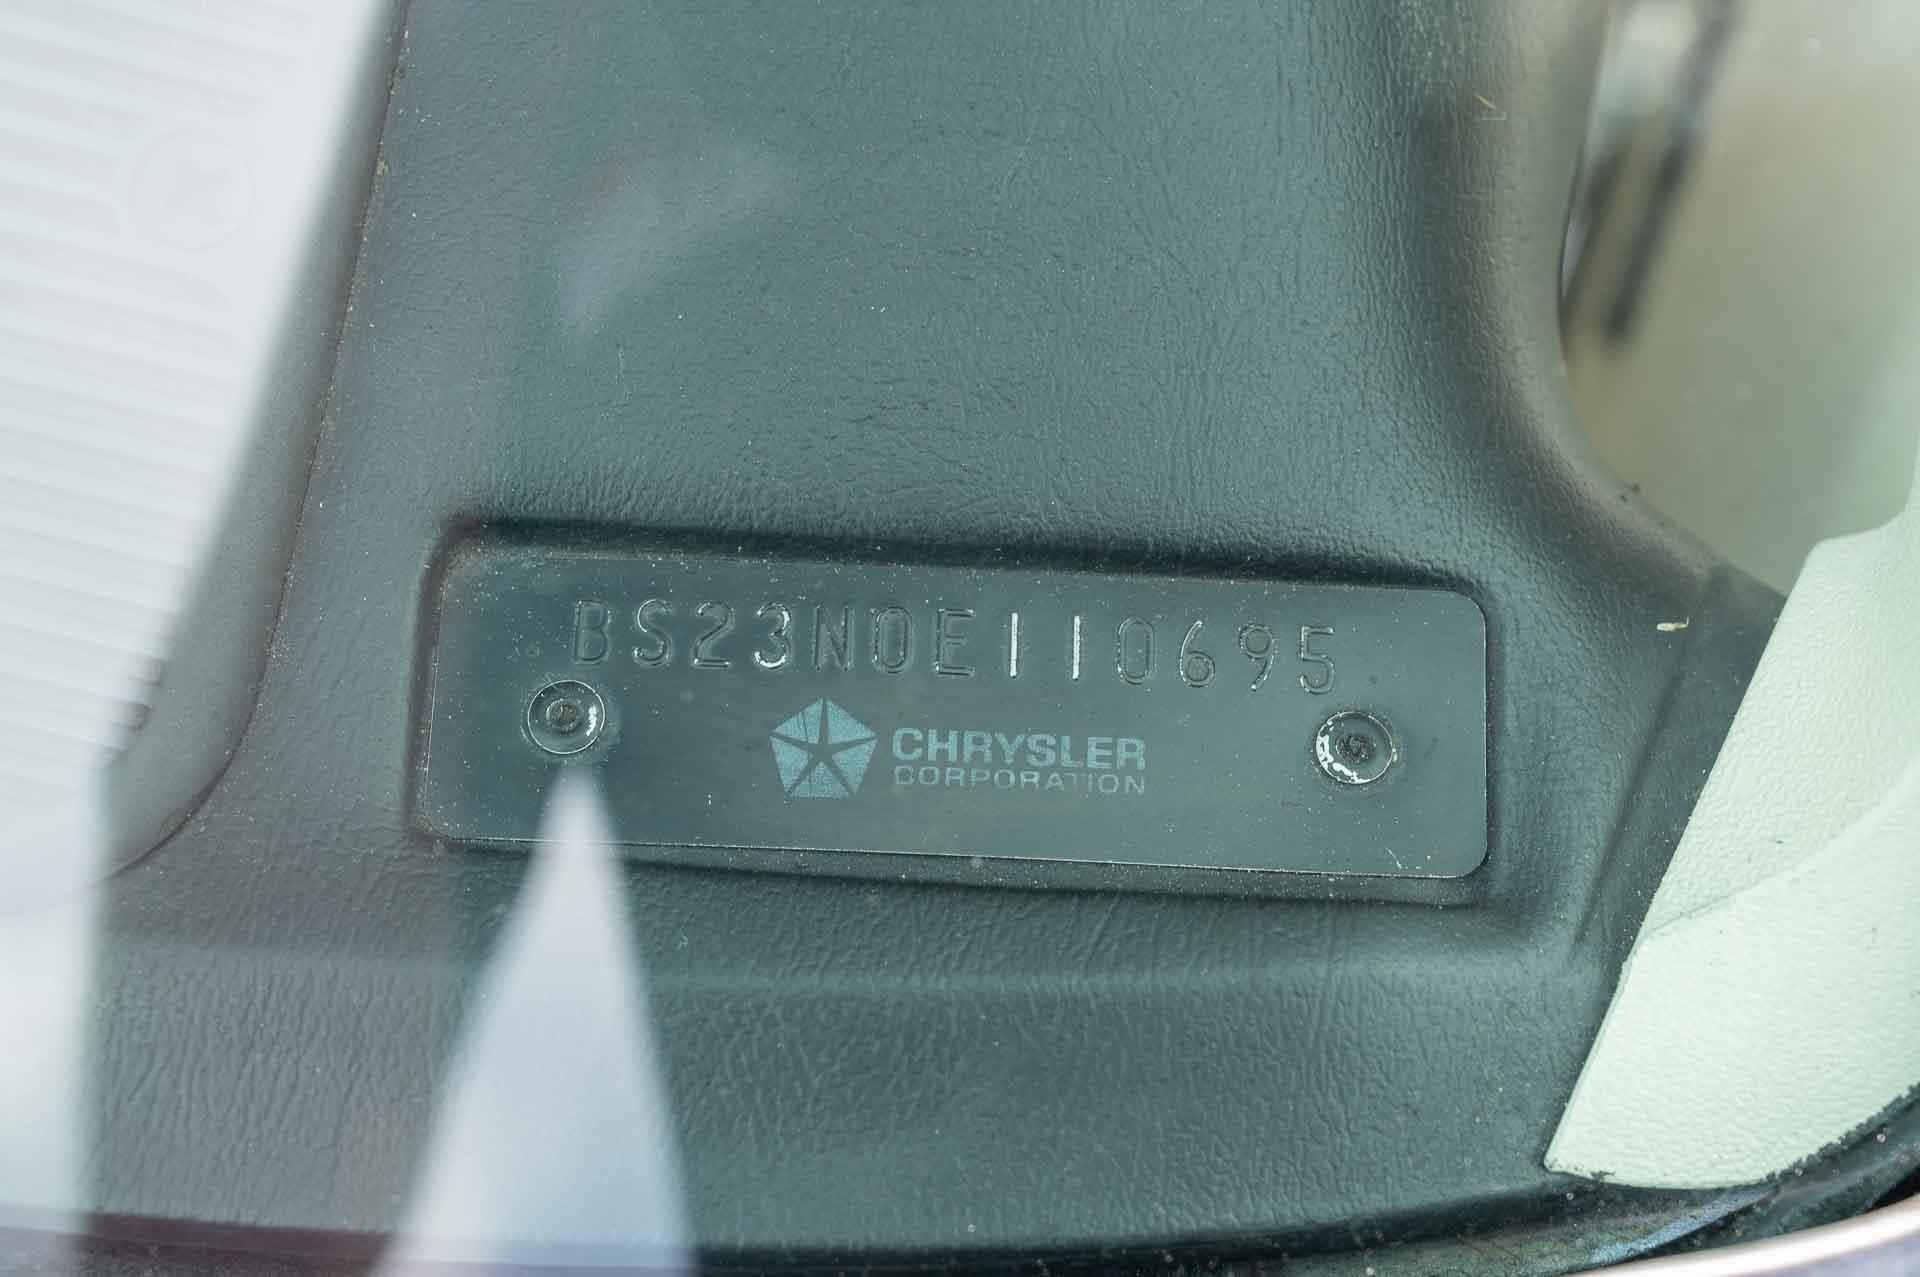 BS23N0E110695
CHRYSLER
CORPORATION